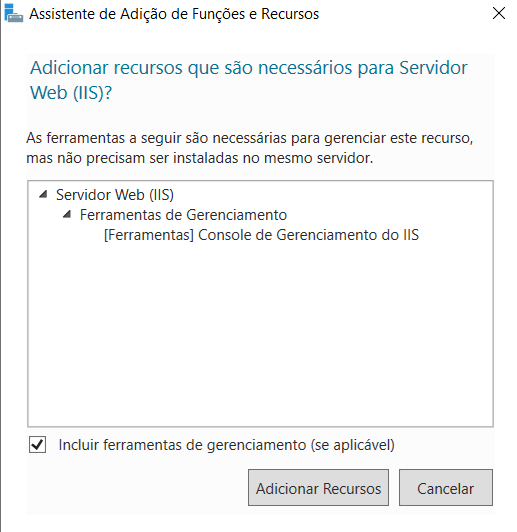 Assistente de Adição de Funções e Recursos
Adicionar recursos que são necessários para Servidor
Web (IIS)?
As ferramentas a seguir são necessárias para gerenciar este recurso,
mas não precisam ser instaladas no mesmo servidor.
Servidor Web (IIS)
Ferramentas de Gerenciamento
[Ferramentas] Console de Gerenciamento do IIS
Incluir ferramentas de gerenciamento (se aplicável)
Adicionar Recursos
Cancelar